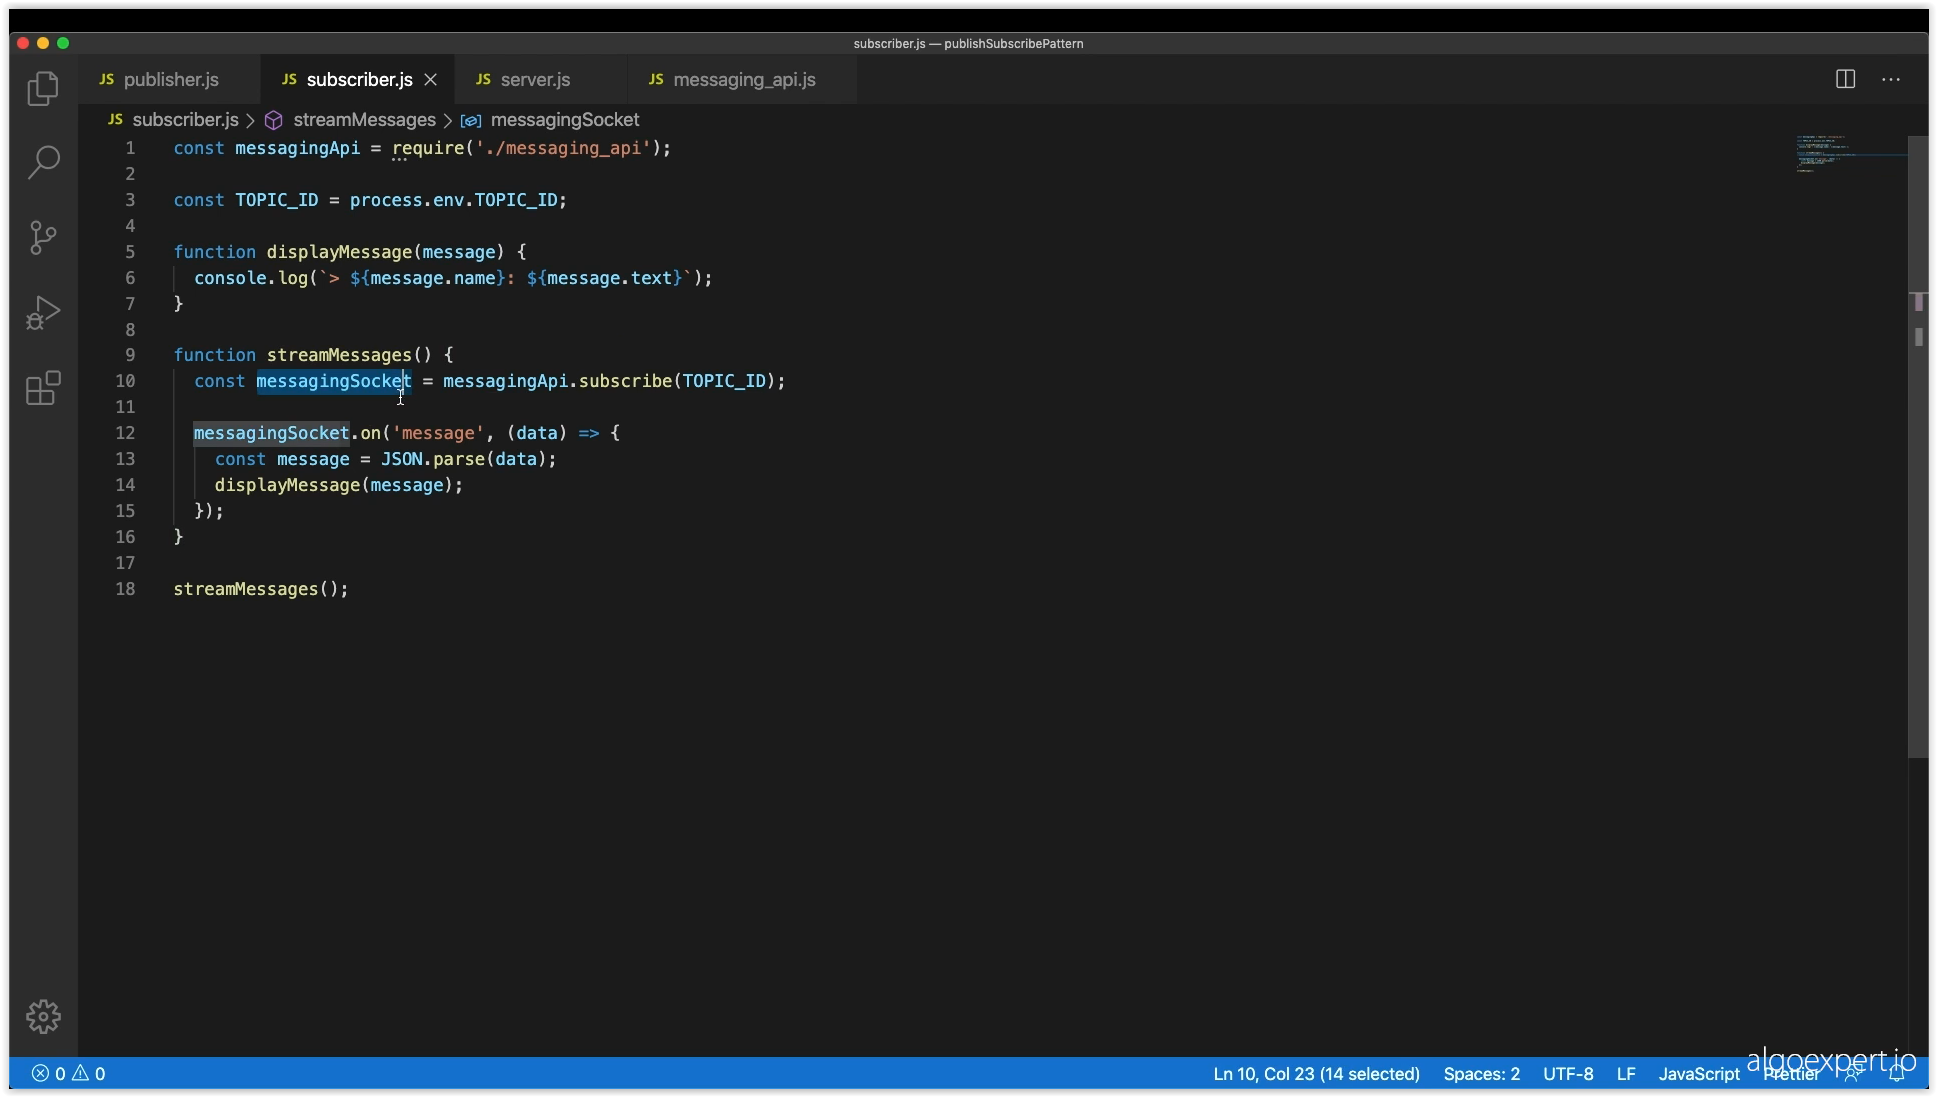 subscriber.js — publishSubscribePattern
JS publisher.js JS subscriber.js JS server.js JS messaging_api.js
JS subscriber.js > streamMessages > messagingSocket
1 const messagingApi = require('./messaging_api');
2
3 const TOPIC_ID = process.env.TOPIC_ID;
4
5 function displayMessage(message) {
6 console.log(`> ${message.name}: ${message.text}`);
7 }
8
9 function streamMessages() {
10 const messagingSocket = messagingApi.subscribe(TOPIC_ID);
11
12 messagingSocket.on('message', (data) => {
13 const message = JSON.parse(data);
14 displayMessage(message);
15 });
16 }
17
18 streamMessages();
0 0 Ln 10, Col 23 (14 selected) Spaces: 2 UTF-8 LF JavaScript Prettier
algoexpert.io